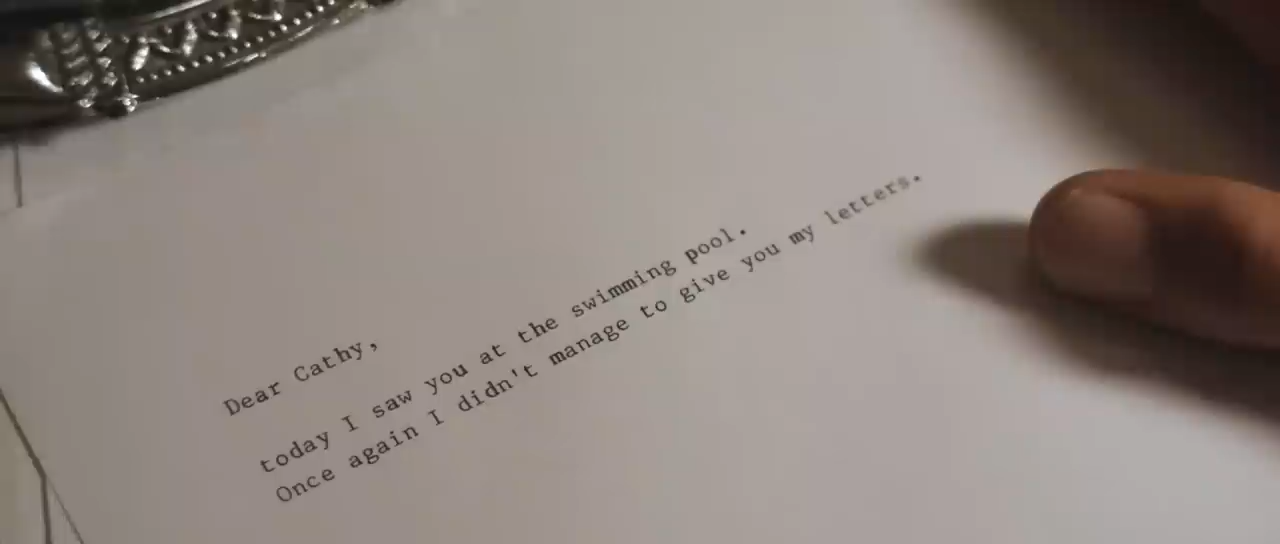 Dear Cathy,
today I saw you at the swimming pool.
Once again I didn't manage to give you my letters.